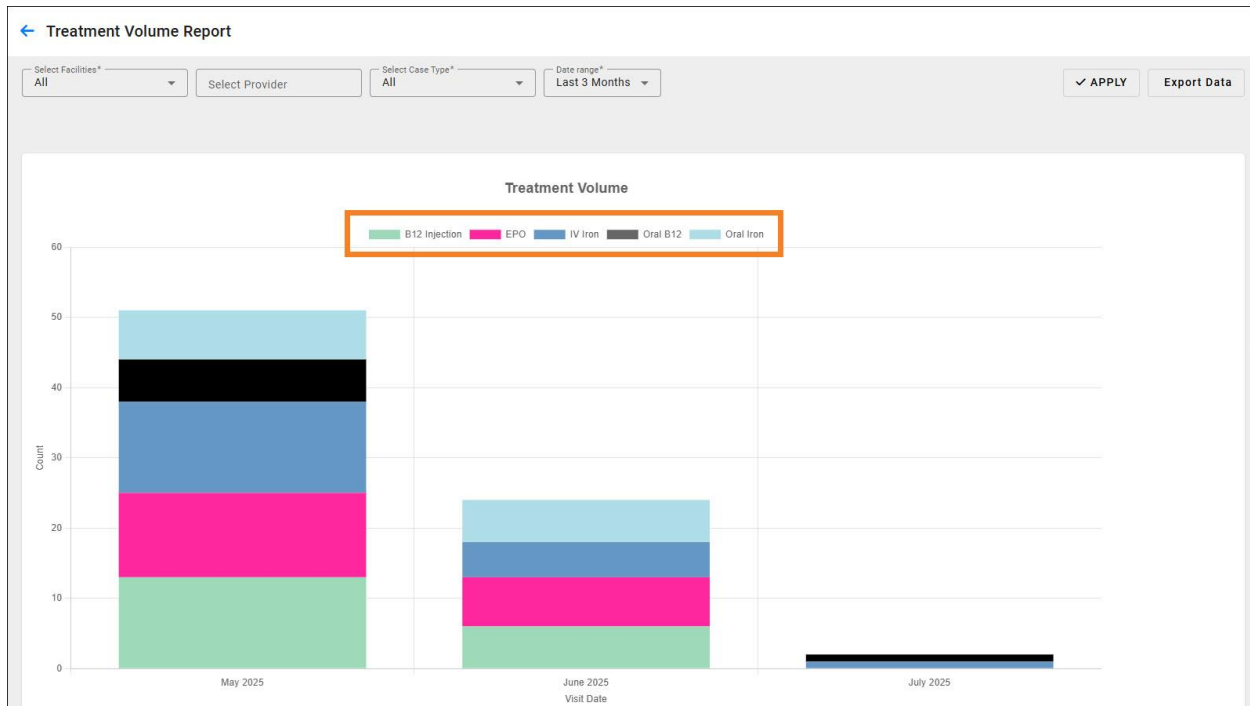 Treatment Volume Report
Select Facilities* Select Case Type* Date range*
All Select Provider All Last 3 Months APPLY Export Data
Treatment Volume
B12 Injection EPO IV Iron Oral B12 Oral Iron
60
50
40
30
20
10
0
Count
May 2025 June 2025 July 2025
Visit Date